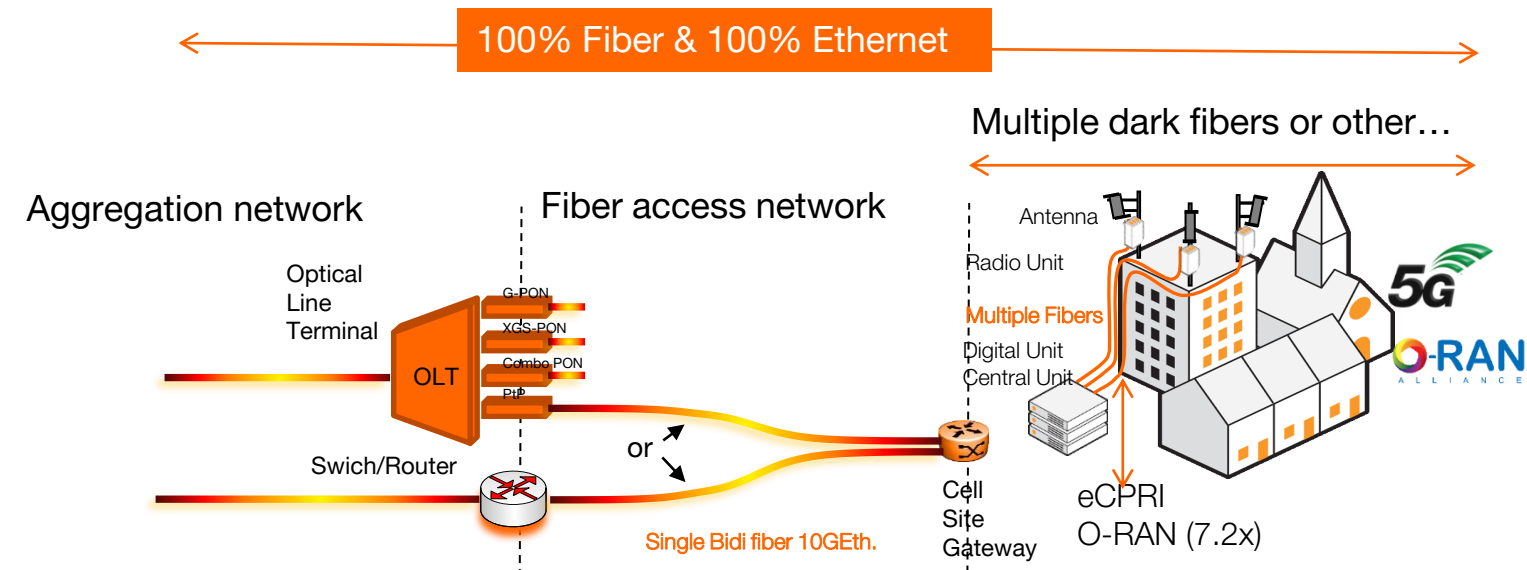 100% Fiber & 100% Ethernet
Multiple dark fibers or other...
Aggregation network
Fiber access network
Antenna
Optical
Line
Terminal
Radio Unit
G-PON
XGS-PON
Combo PON
PtP
OLT
Multiple Fibers
Digital Unit
Central Unit
5G
O-RAN
ALLIANCE
or
Swich/Router
Single Bidi fiber 10GEth.
Cell
Site
Gateway
eCPRI
O-RAN (7.2x)